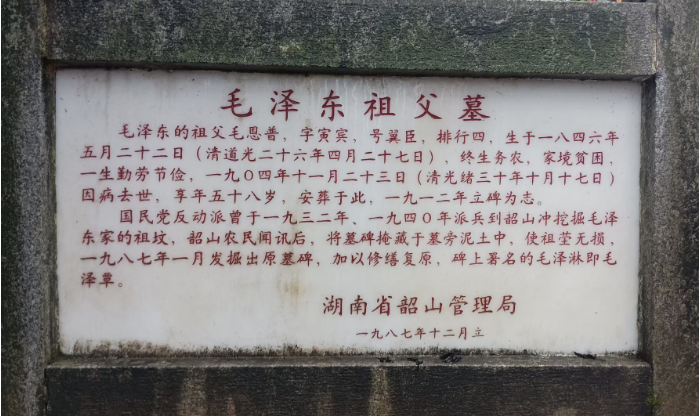 毛泽东祖父墓
毛泽东的祖父毛恩普，字寅宾，号翼臣，排行四，生于一八四六年
五月二十二日（清道光二十六年四月二十七日），终生务农，家境贫困，
一生勤劳节俭，一九〇四年十一月二十三日（清光绪三十年十月十七日）
因病去世，享年五十八岁，安葬于此，一九一二年立碑为志。
国民党反动派曾于一九三二年、一九四〇年派兵到韶山冲挖掘毛泽
东家的祖坟，韶山农民闻讯后，将墓碑掩藏于墓旁泥土中，使祖茔无损，
一九八七年一月发掘出原墓碑，加以修缮复原，碑上署名的毛泽淋即毛
泽覃。
湖南省韶山管理局
一九八七年十二月立